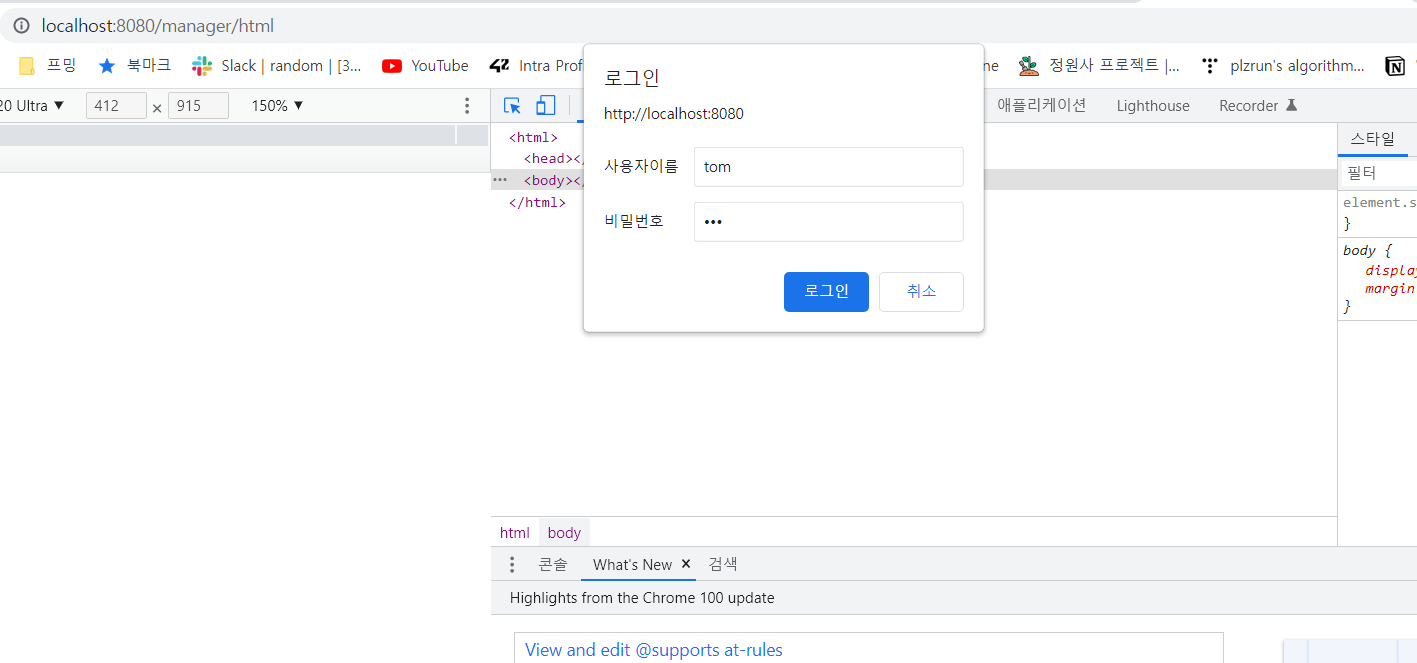 localhost:8080/manager/html
프밍 북마크 Slack | random | [3... YouTube 42 Intra Prof ne 정원사 프로젝트 |... plzrun's algorithm...
20 Ultra ▼ 412 × 915 150% ▼ 애플리케이션 Lighthouse Recorder
로그인
http://localhost:8080
사용자이름 tom
비밀번호 •••
로그인 취소
<html>
<head></
••• <body></
</html>
스타일
필터
element.s
}
body {
display
margin
}
html body
콘솔 What's New × 검색
Highlights from the Chrome 100 update
View and edit @supports at-rules